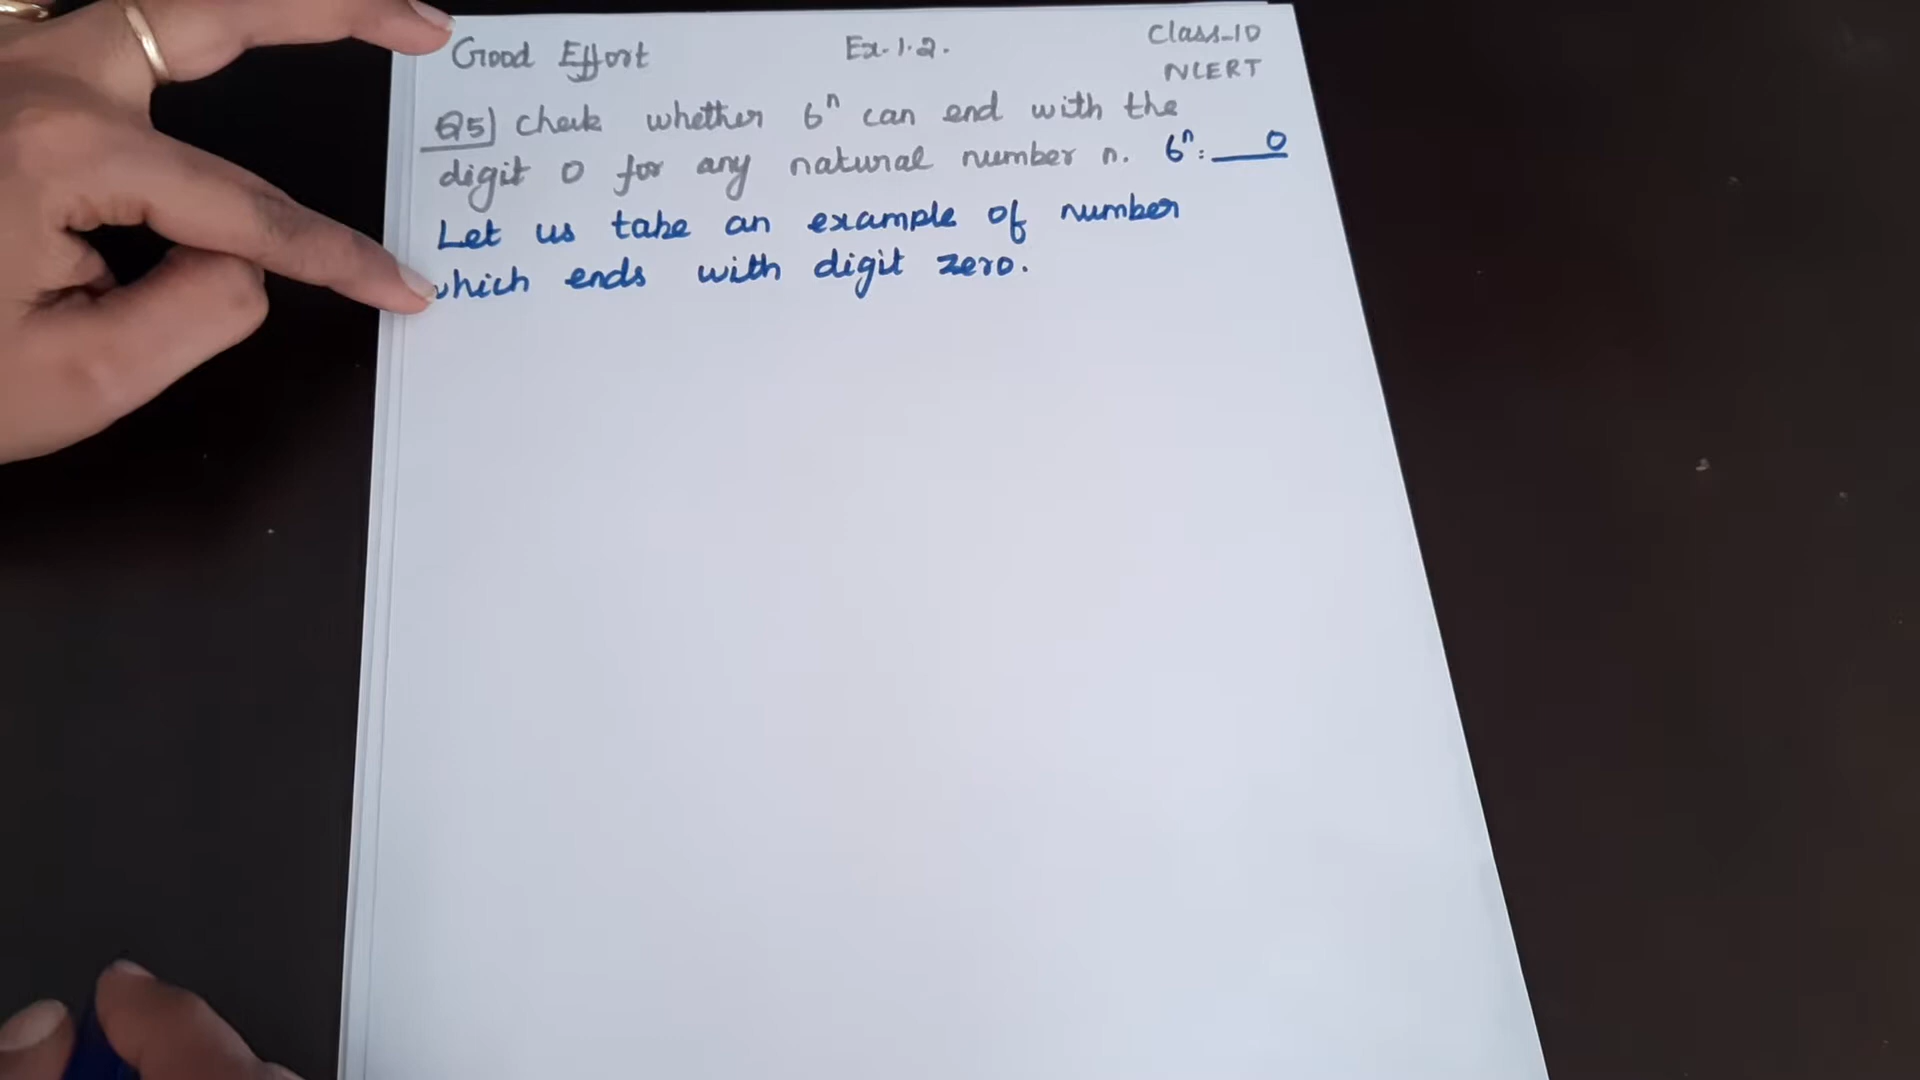 Good Effort Ex. 1.2. Class-10
NCERT
Q5) Check whether 6ⁿ can end with the
digit 0 for any natural number n. 6ⁿ: 0
Let us take an example of number
which ends with digit zero.